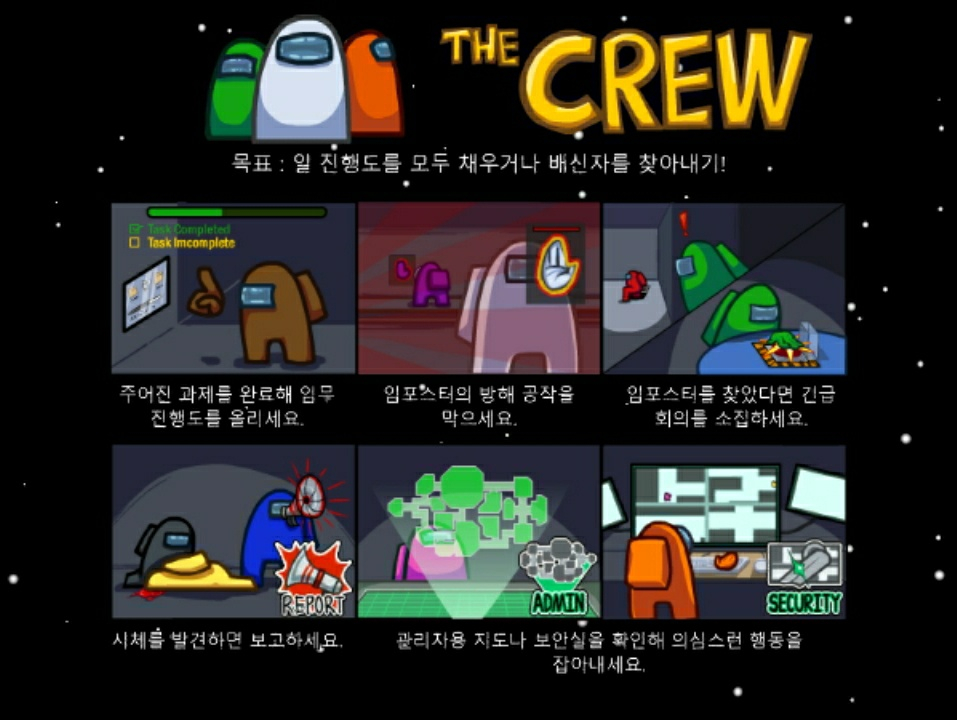 THE CREW
목표 : 일 진행도를 모두 채우거나 배신자를 찾아내기!
Task Completed
Task Imcomplete
주어진 과제를 완료해 임무
진행도를 올리세요.
임포스터의 방해 공작을
막으세요.
임포스터를 찾았다면 긴급
회의를 소집하세요.
REPORT
ADMIN
SECURITY
시체를 발견하면 보고하세요.
관리자용 지도나 보안실을 확인해 의심스런 행동을
잡아내세요.